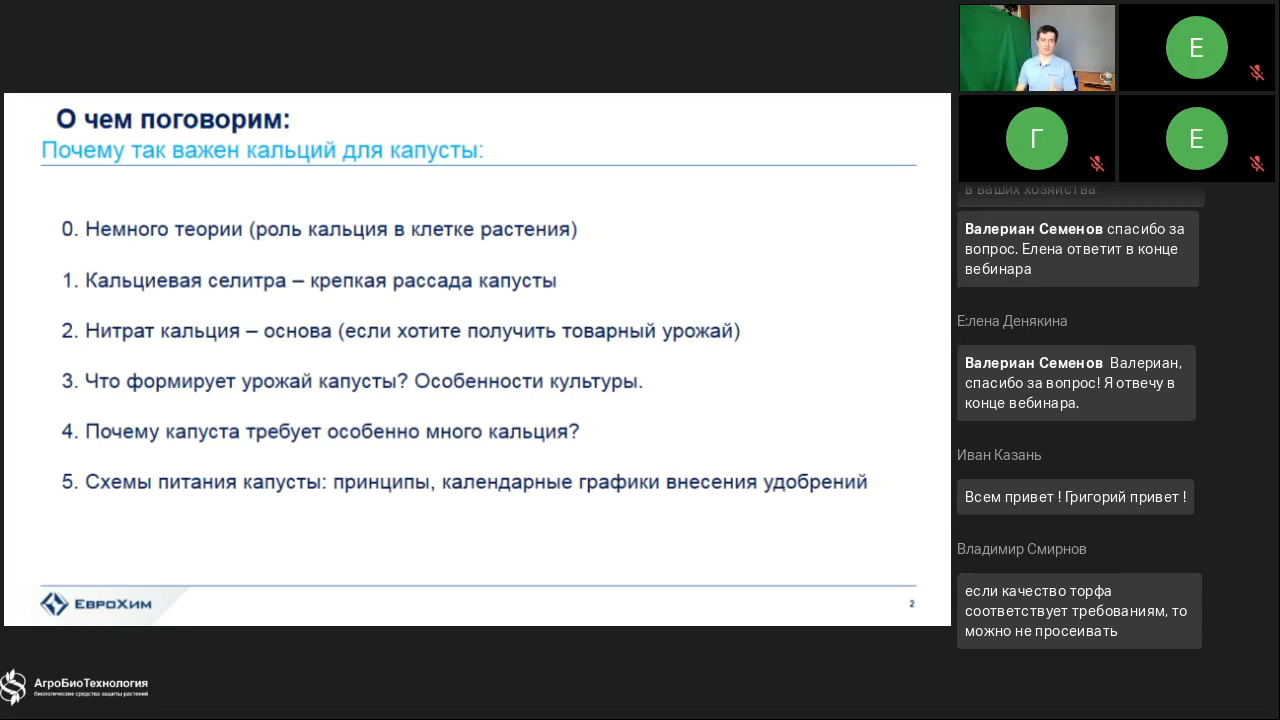 О чем поговорим:
Почему так важен кальций для капусты:
0. Немного теории (роль кальция в клетке растения)
1. Кальциевая селитра – крепкая рассада капусты
2. Нитрат кальция – основа (если хотите получить товарный урожай)
3. Что формирует урожай капусты? Особенности культуры.
4. Почему капуста требует особенно много кальция?
5. Схемы питания капусты: принципы, календарные графики внесения удобрений
ЕВРОХИМ
2
АгроБиоТехнология
биологические средства защиты растений
Е
Г
Е
в ваших хозяйства
Валериан Семенов спасибо за
вопрос. Елена ответит в конце
вебинара
Елена Денякина
Валериан Семенов Валериан,
спасибо за вопрос! Я отвечу в
конце вебинара.
Иван Казань
Всем привет ! Григорий привет !
Владимир Смирнов
если качество торфа
соответствует требованиям, то
можно не просеивать